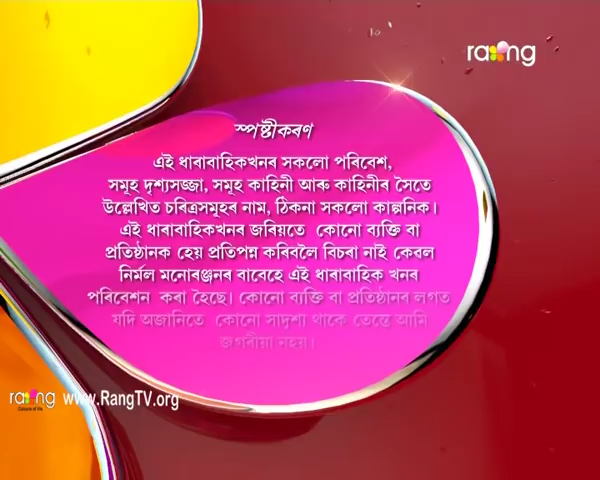 rang
স্পষ্টীকৰণ
এই ধাৰাবাহিকখনৰ সকলো পৰিবেশ,
সমূহ দৃশ্যসজ্জা, সমূহ কাহিনী আৰু কাহিনীৰ সৈতে
উল্লেখিত চৰিত্ৰসমূহৰ নাম, ঠিকনা সকলো কাল্পনিক।
এই ধাৰাবাহিকখনৰ জৰিয়তে কোনো ব্যক্তি বা
প্ৰতিষ্ঠানক হেয় প্ৰতিপন্ন কৰিবলৈ বিচৰা নাই কেৱল
নিৰ্মল মনোৰঞ্জনৰ বাবেহে এই ধাৰাবাহিক খনৰ
পৰিবেশন কৰা হৈছে। কোনো ব্যক্তি বা প্ৰতিষ্ঠানৰ লগত
যদি অজানিতে কোনো সাদৃশ্য থাকে তেন্তে আমি
জগৰীয়া নহয়।
rang www.RangTV.org
Colours of life